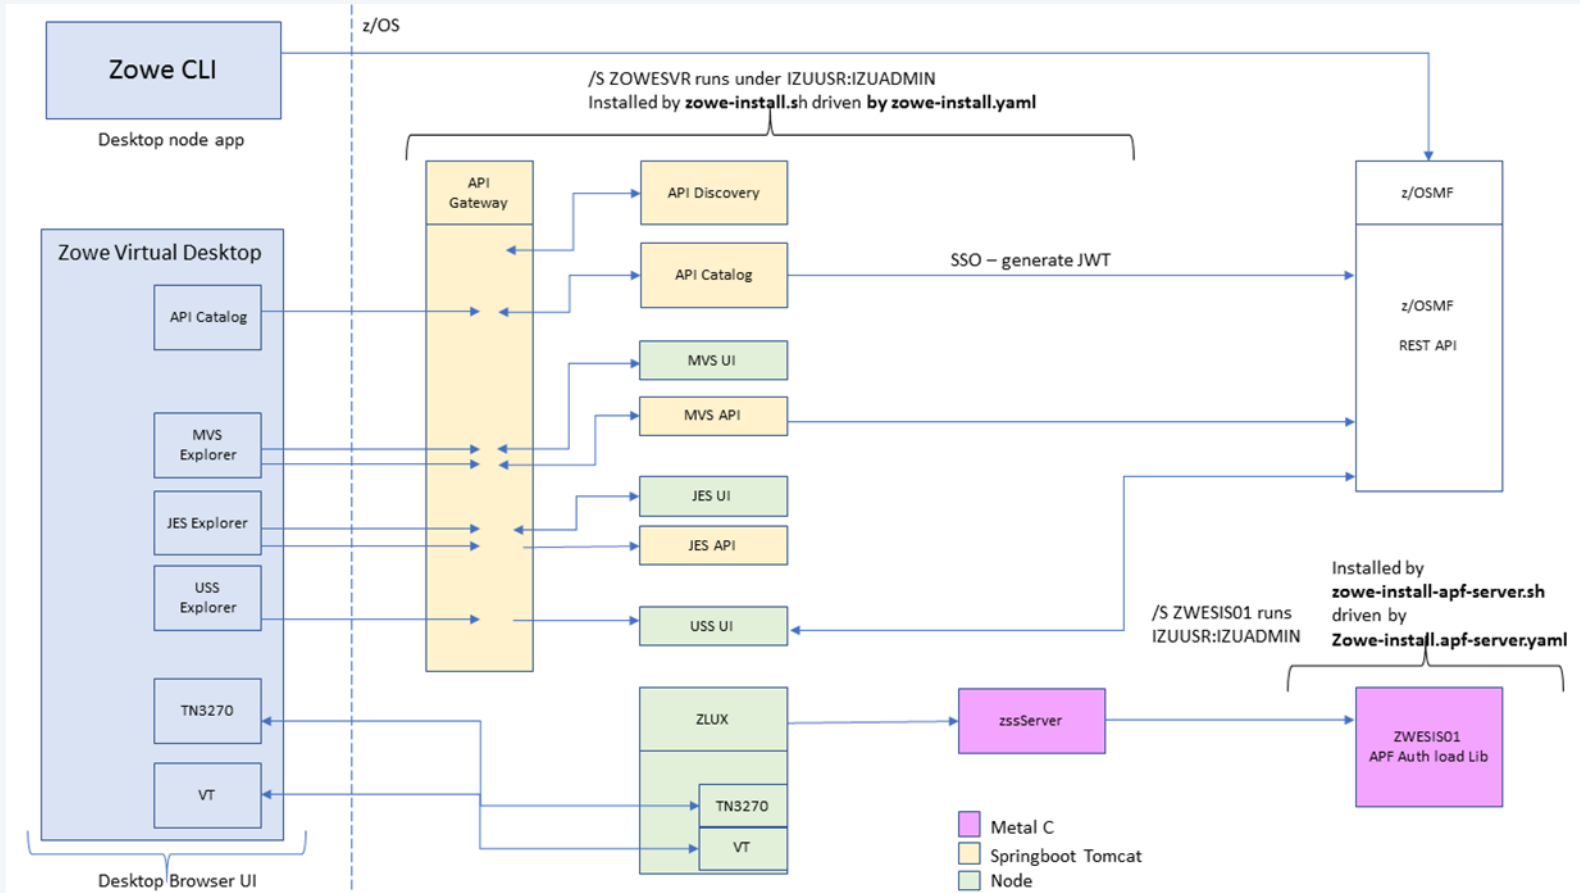 z/OS
Zowe CLI
Desktop node app
/S ZOWESVR runs under IZUUSR:IZUADMIN
Installed by zowe-install.sh driven by zowe-install.yaml
Zowe Virtual Desktop
API Catalog
MVS
Explorer
JES Explorer
USS
Explorer
TN3270
VT
Desktop Browser UI
API
Gateway
API Discovery
API Catalog
MVS UI
MVS API
JES UI
JES API
USS UI
ZLUX
TN3270
VT
SSO – generate JWT
z/OSMF
z/OSMF
REST API
/S ZWESIS01 runs
IZUUSR:IZUADMIN
Installed by
zowe-install-apf-server.sh
driven by
Zowe-install.apf-server.yaml
zssServer
ZWESIS01
APF Auth load Lib
Metal C
Springboot Tomcat
Node